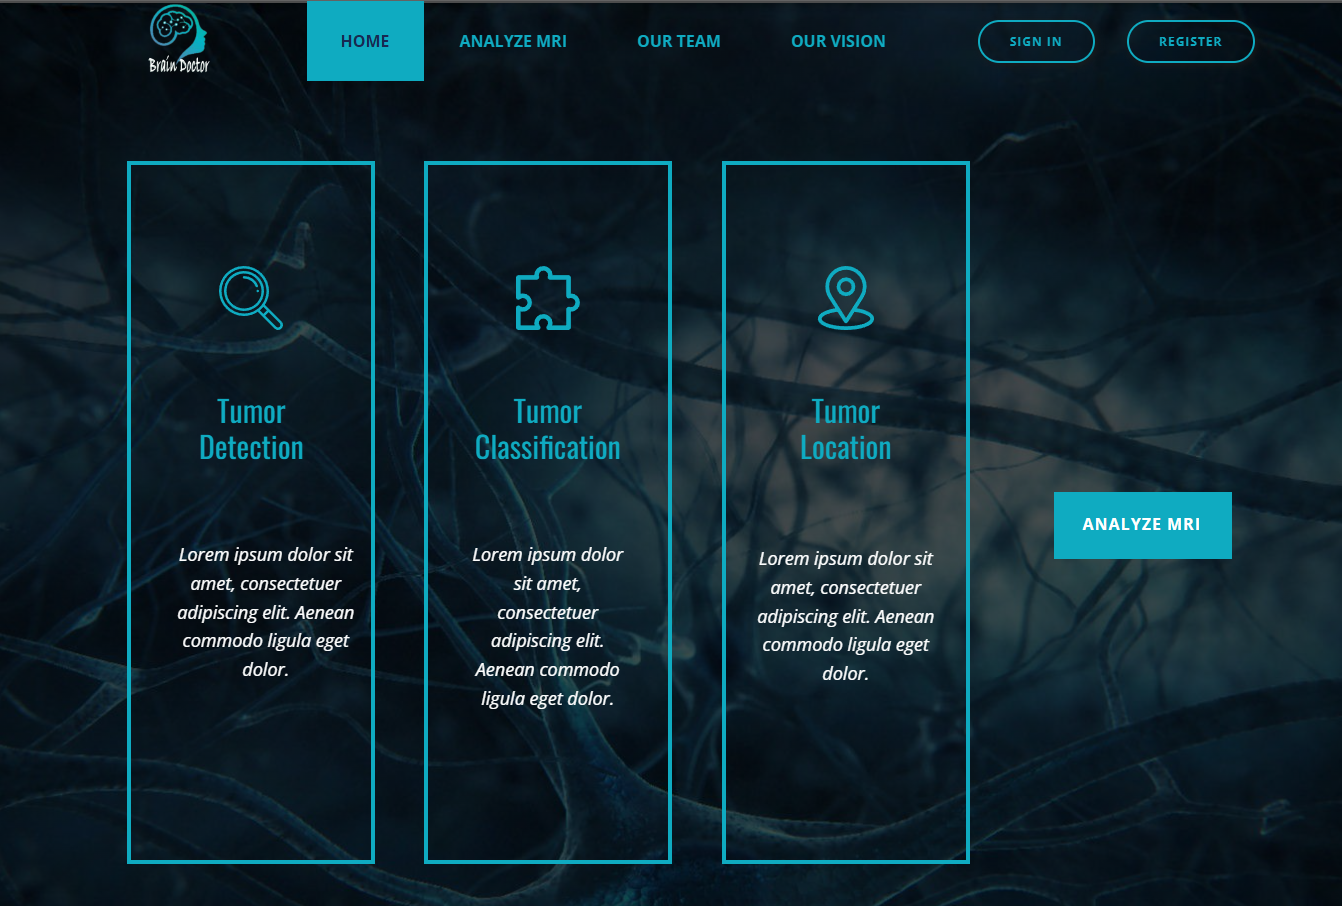 Brain Doctor
HOME
ANALYZE MRI
OUR TEAM
OUR VISION
SIGN IN
REGISTER
Tumor
Detection
Lorem ipsum dolor sit
amet, consectetuer
adipiscing elit. Aenean
commodo ligula eget
dolor.
Tumor
Classification
Lorem ipsum dolor
sit amet,
consectetuer
adipiscing elit.
Aenean commodo
ligula eget dolor.
Tumor
Location
Lorem ipsum dolor sit
amet, consectetuer
adipiscing elit. Aenean
commodo ligula eget
dolor.
ANALYZE MRI